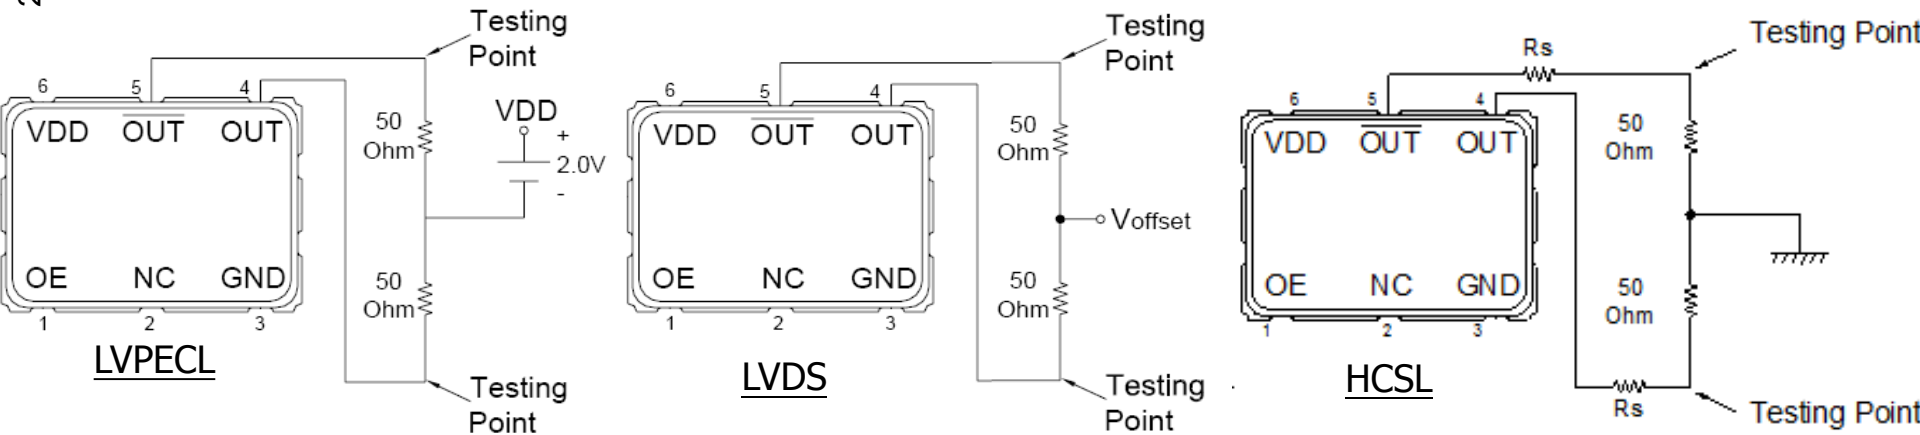 2
Testing
Point
6 5 4
VDD OUT OUT
50
Ohm
VDD
+
2.0V
-
OE NC GND
50
Ohm
1 2 3
LVPECL
Testing
Point
Testing
Point
6 5 4
VDD OUT OUT
50
Ohm
Voffset
OE NC GND
50
Ohm
1 2 3
LVDS
Testing
Point
Rs
Testing Point
6 5 4
VDD OUT OUT
50
Ohm
OE NC GND
50
Ohm
1 2 3
HCSL
Rs
Testing Point